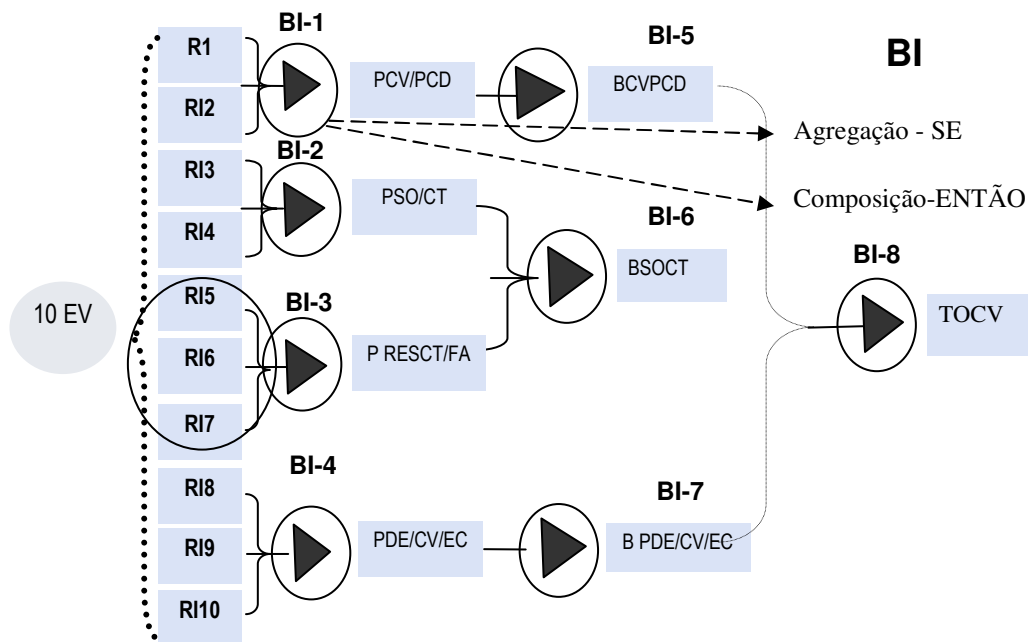 BI-1
BI-5
BI
R1
RI2
PCV/PCD
BCVPCD
Agregação - SE
BI-2
RI3
RI4
PSO/CT
Composição-ENTÃO
BI-6
BSOCT
BI-8
TOCV
10 EV
RI5
RI6
RI7
BI-3
P RESCT/FA
BI-4
RI8
RI9
RI10
PDE/CV/EC
BI-7
B PDE/CV/EC